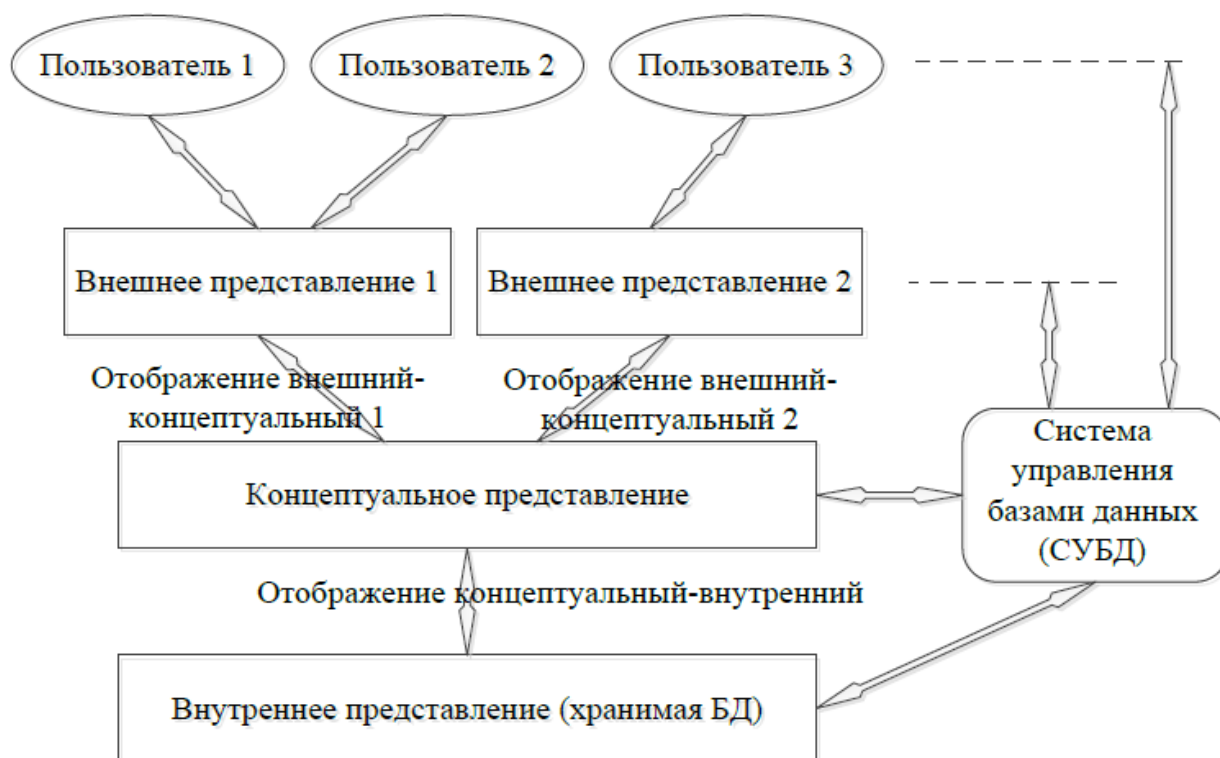 Пользователь 1
Пользователь 2
Пользователь 3
Внешнее представление 1
Внешнее представление 2
Отображение внешний-
концептуальный 1
Отображение внешний-
концептуальный 2
Концептуальное представление
Система
управления
базами данных
(СУБД)
Отображение концептуальный-внутренний
Внутреннее представление (хранимая БД)